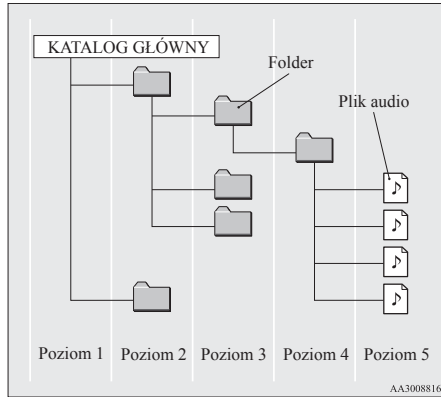 KATALOG GŁÓWNY
Folder
Plik audio
Poziom 1 Poziom 2 Poziom 3 Poziom 4 Poziom 5
AA3008816